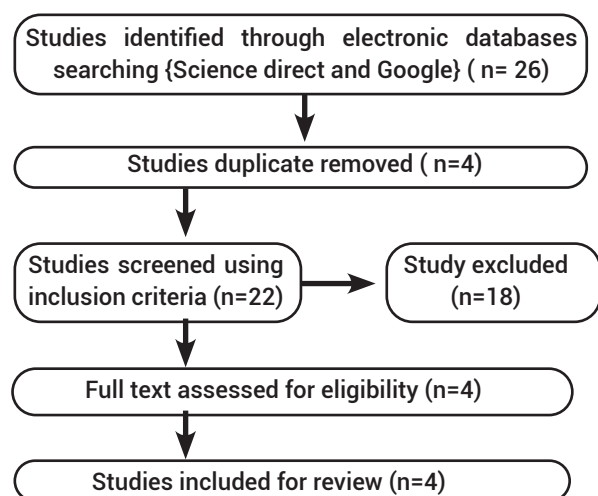 Studies identified through electronic databases
searching {Science direct and Google} ( n= 26)
Studies duplicate removed ( n=4)
Studies screened using
inclusion criteria (n=22)
Study excluded
(n=18)
Full text assessed for eligibility (n=4)
Studies included for review (n=4)